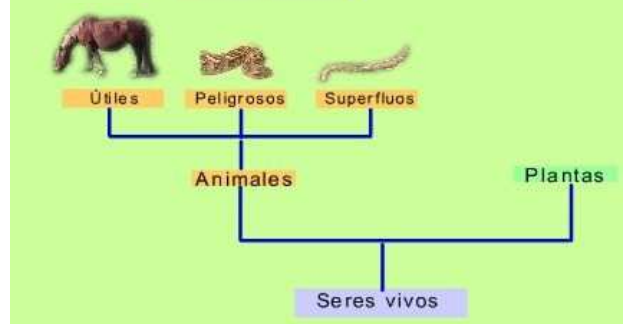 Útiles
Peligrosos
Superfluos
Animales
Plantas
Seres vivos